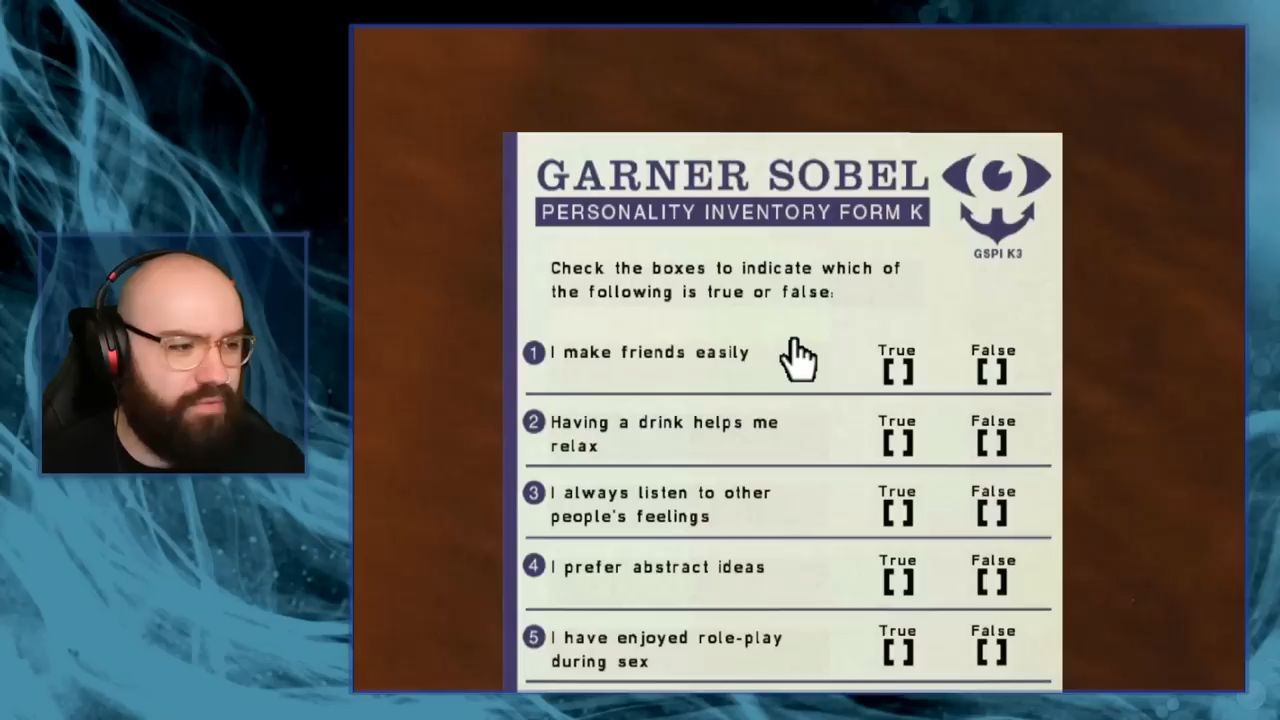 GARNER SOBEL
PERSONALITY INVENTORY FORM K
GSPI K3
Check the boxes to indicate which of
the following is true or false:
1 I make friends easily True False
[ ] [ ]
2 Having a drink helps me True False
relax [ ] [ ]
3 I always listen to other True False
people's feelings [ ] [ ]
4 I prefer abstract ideas True False
[ ] [ ]
5 I have enjoyed role-play True False
during sex [ ] [ ]